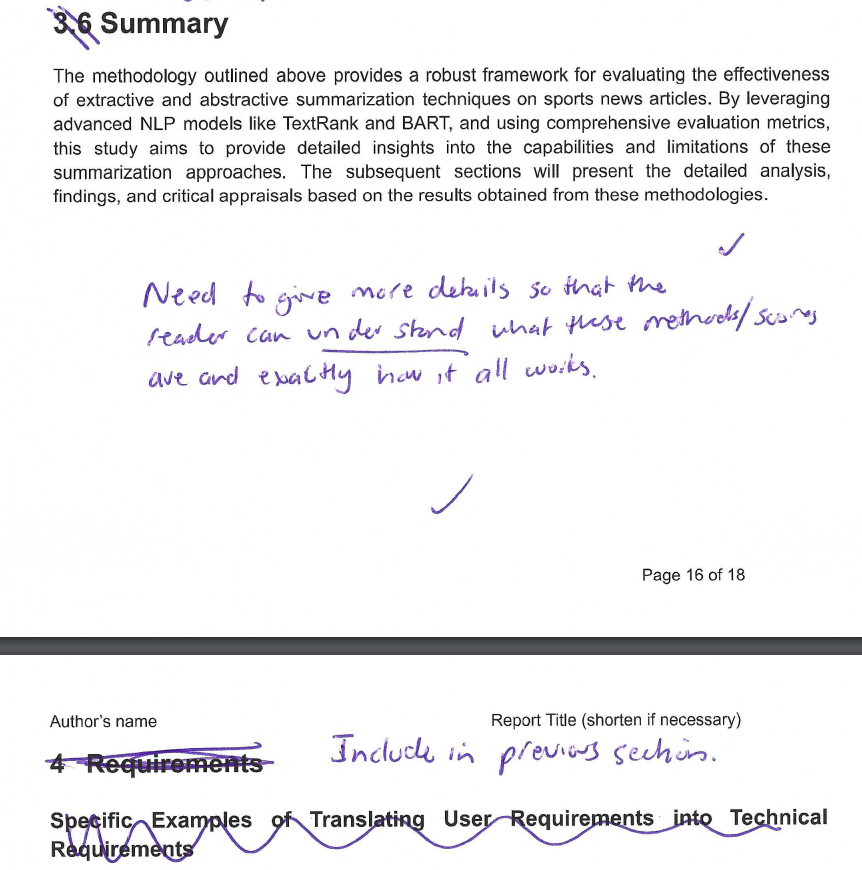 3.6 Summary
The methodology outlined above provides a robust framework for evaluating the effectiveness
of extractive and abstractive summarization techniques on sports news articles. By leveraging
advanced NLP models like TextRank and BART, and using comprehensive evaluation metrics,
this study aims to provide detailed insights into the capabilities and limitations of these
summarization approaches. The subsequent sections will present the detailed analysis,
findings, and critical appraisals based on the results obtained from these methodologies.
Need to give more details so that the
reader can understand what these methods/scores
are and exactly how it all works.
Page 16 of 18
Author's name Report Title (shorten if necessary)
4 Requirements Include in previous section.
Specific Examples of Translating User Requirements into Technical
Requirements